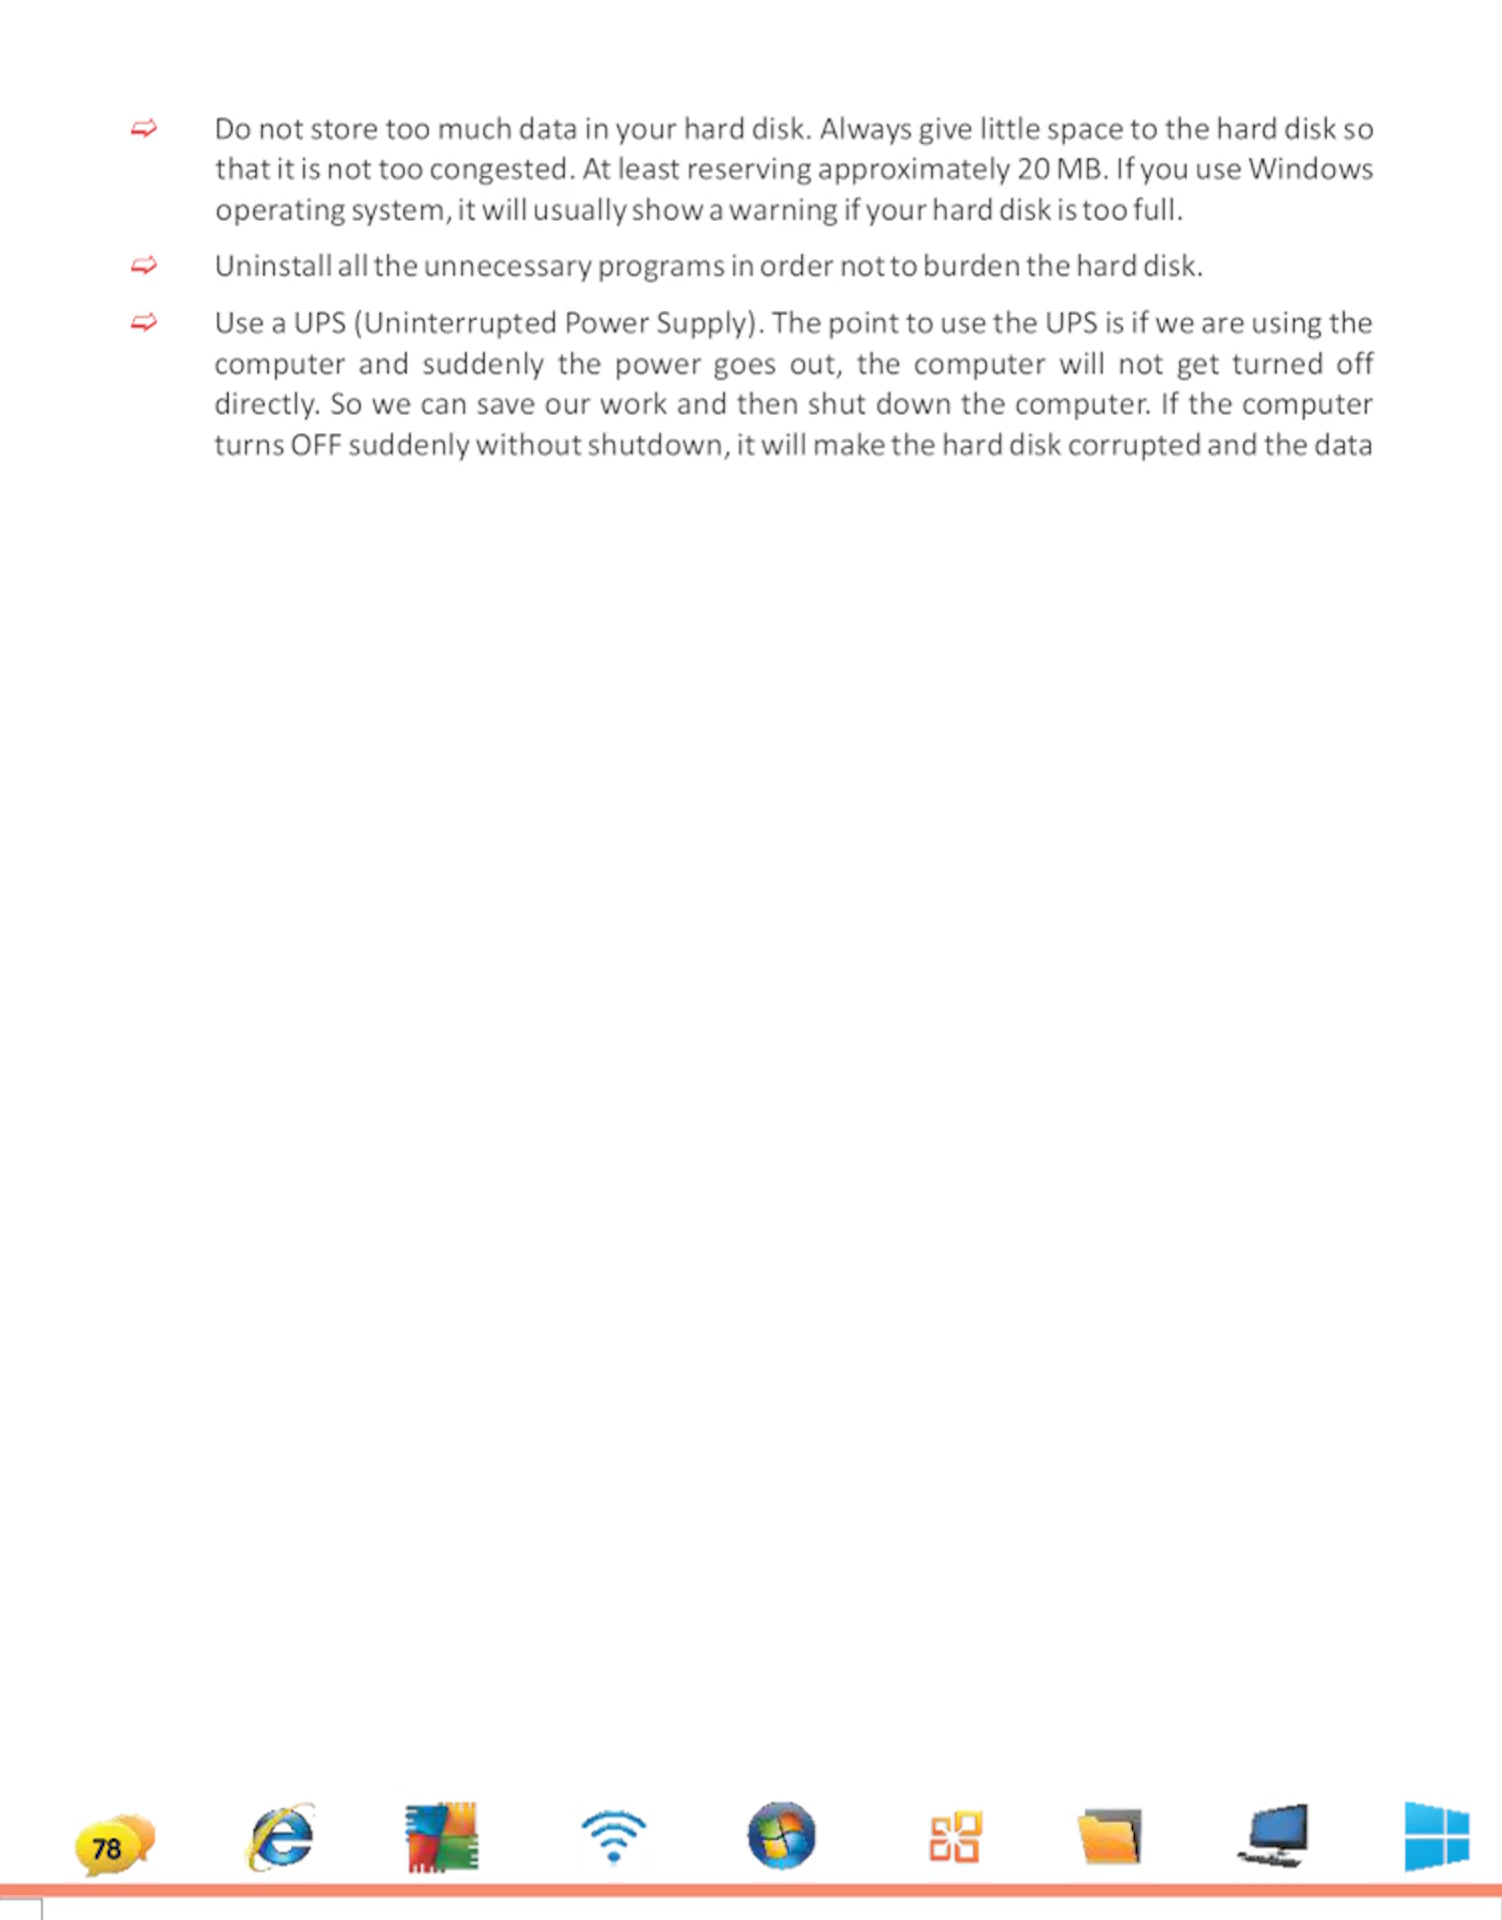 Do not store too much data in your hard disk. Always give little space to the hard disk so
that it is not too congested. At least reserving approximately 20 MB. If you use Windows
operating system, it will usually show a warning if your hard disk is too full.
Uninstall all the unnecessary programs in order not to burden the hard disk.
Use a UPS (Uninterrupted Power Supply). The point to use the UPS is if we are using the
computer and suddenly the power goes out, the computer will not get turned off
directly. So we can save our work and then shut down the computer. If the computer
turns OFF suddenly without shutdown, it will make the hard disk corrupted and the data
78